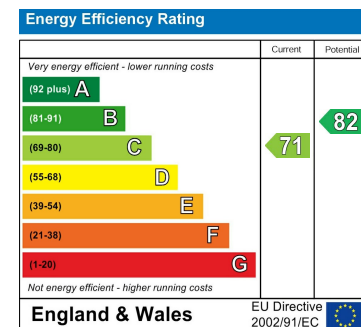 Energy Efficiency Rating
Current Potential
Very energy efficient - lower running costs
(92 plus) A
(81-91) B
82
(69-80) C
71
(55-68) D
(39-54) E
(21-38) F
(1-20) G
Not energy efficient - higher running costs
England & Wales
EU Directive
2002/91/EC